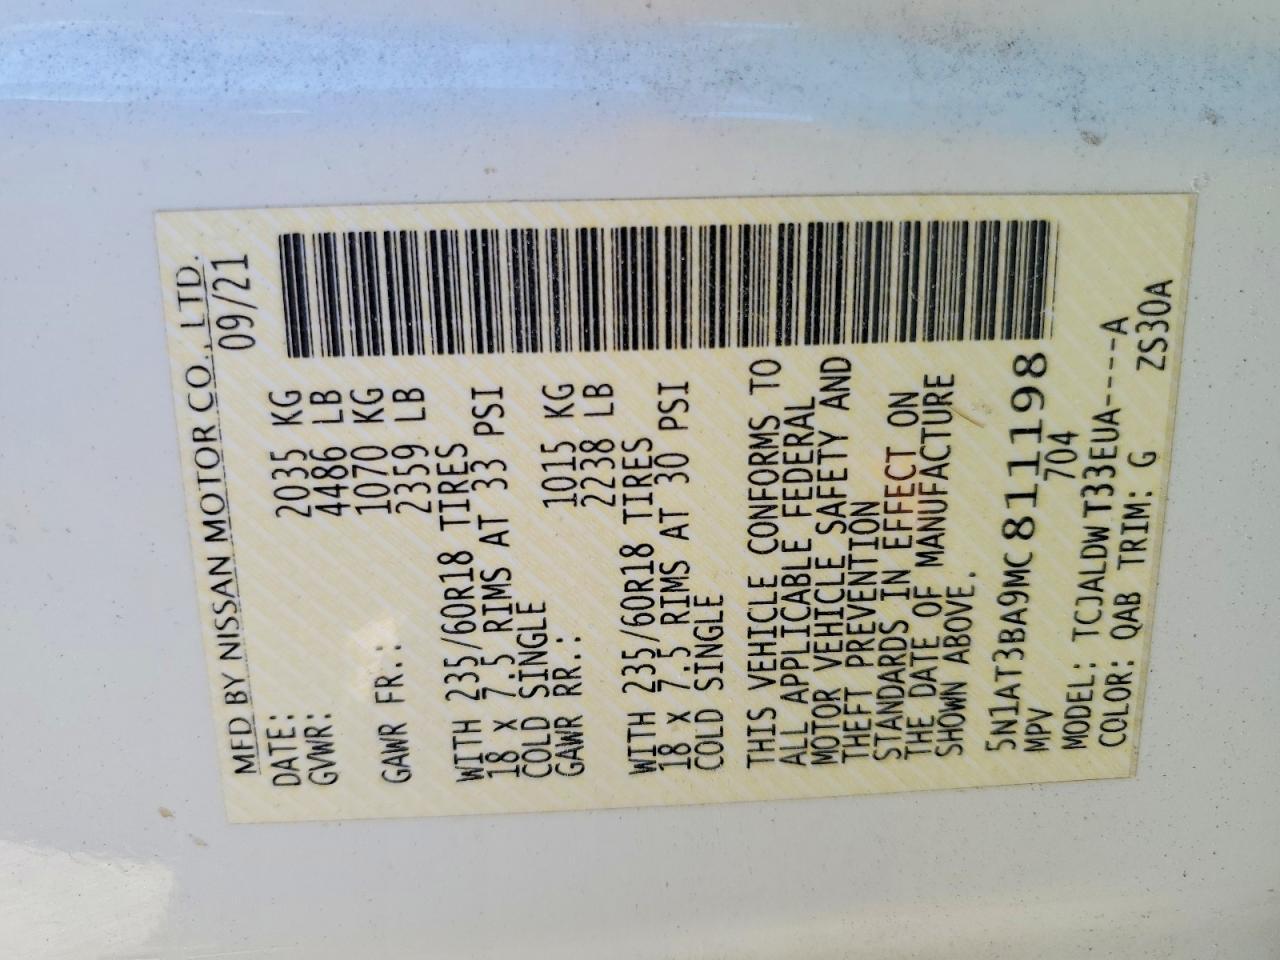 MFD BY NISSAN MOTOR CO., LTD.
DATE: 09/21
GVWR: 2035 KG
4486 LB
GAWR FR.: 1070 KG
2359 LB
WITH 235/60R18 TIRES
18 x 7.5 RIMS AT 33 PSI
COLD SINGLE
GAWR RR.: 1015 KG
2238 LB
WITH 235/60R18 TIRES
18 x 7.5 RIMS AT 30 PSI
COLD SINGLE
THIS VEHICLE CONFORMS TO
ALL APPLICABLE FEDERAL
MOTOR VEHICLE SAFETY AND
THEFT PREVENTION
STANDARDS IN EFFECT ON
THE DATE OF MANUFACTURE
SHOWN ABOVE.
5N1AT3BA9MC811198
MPV 704
MODEL: TCJALDWT33EUA----A
COLOR: QAB TRIM: G ZS30A